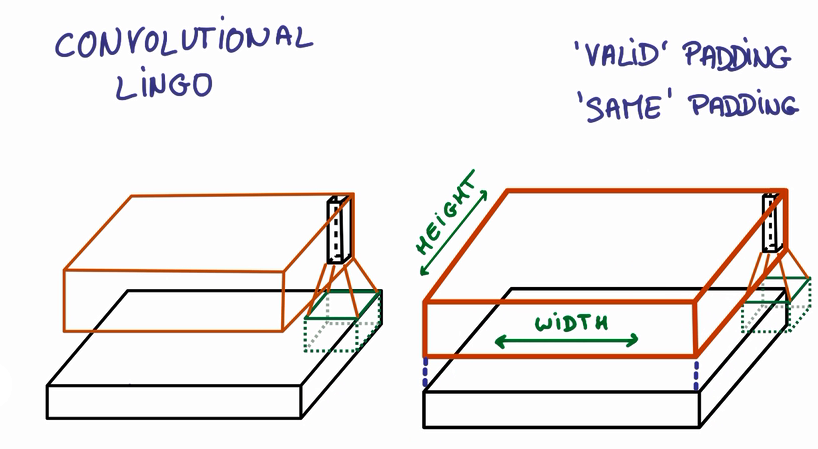 CONVOLUTIONAL
LINGO
'VALID' PADDING
'SAME' PADDING
HEIGHT
WIDTH